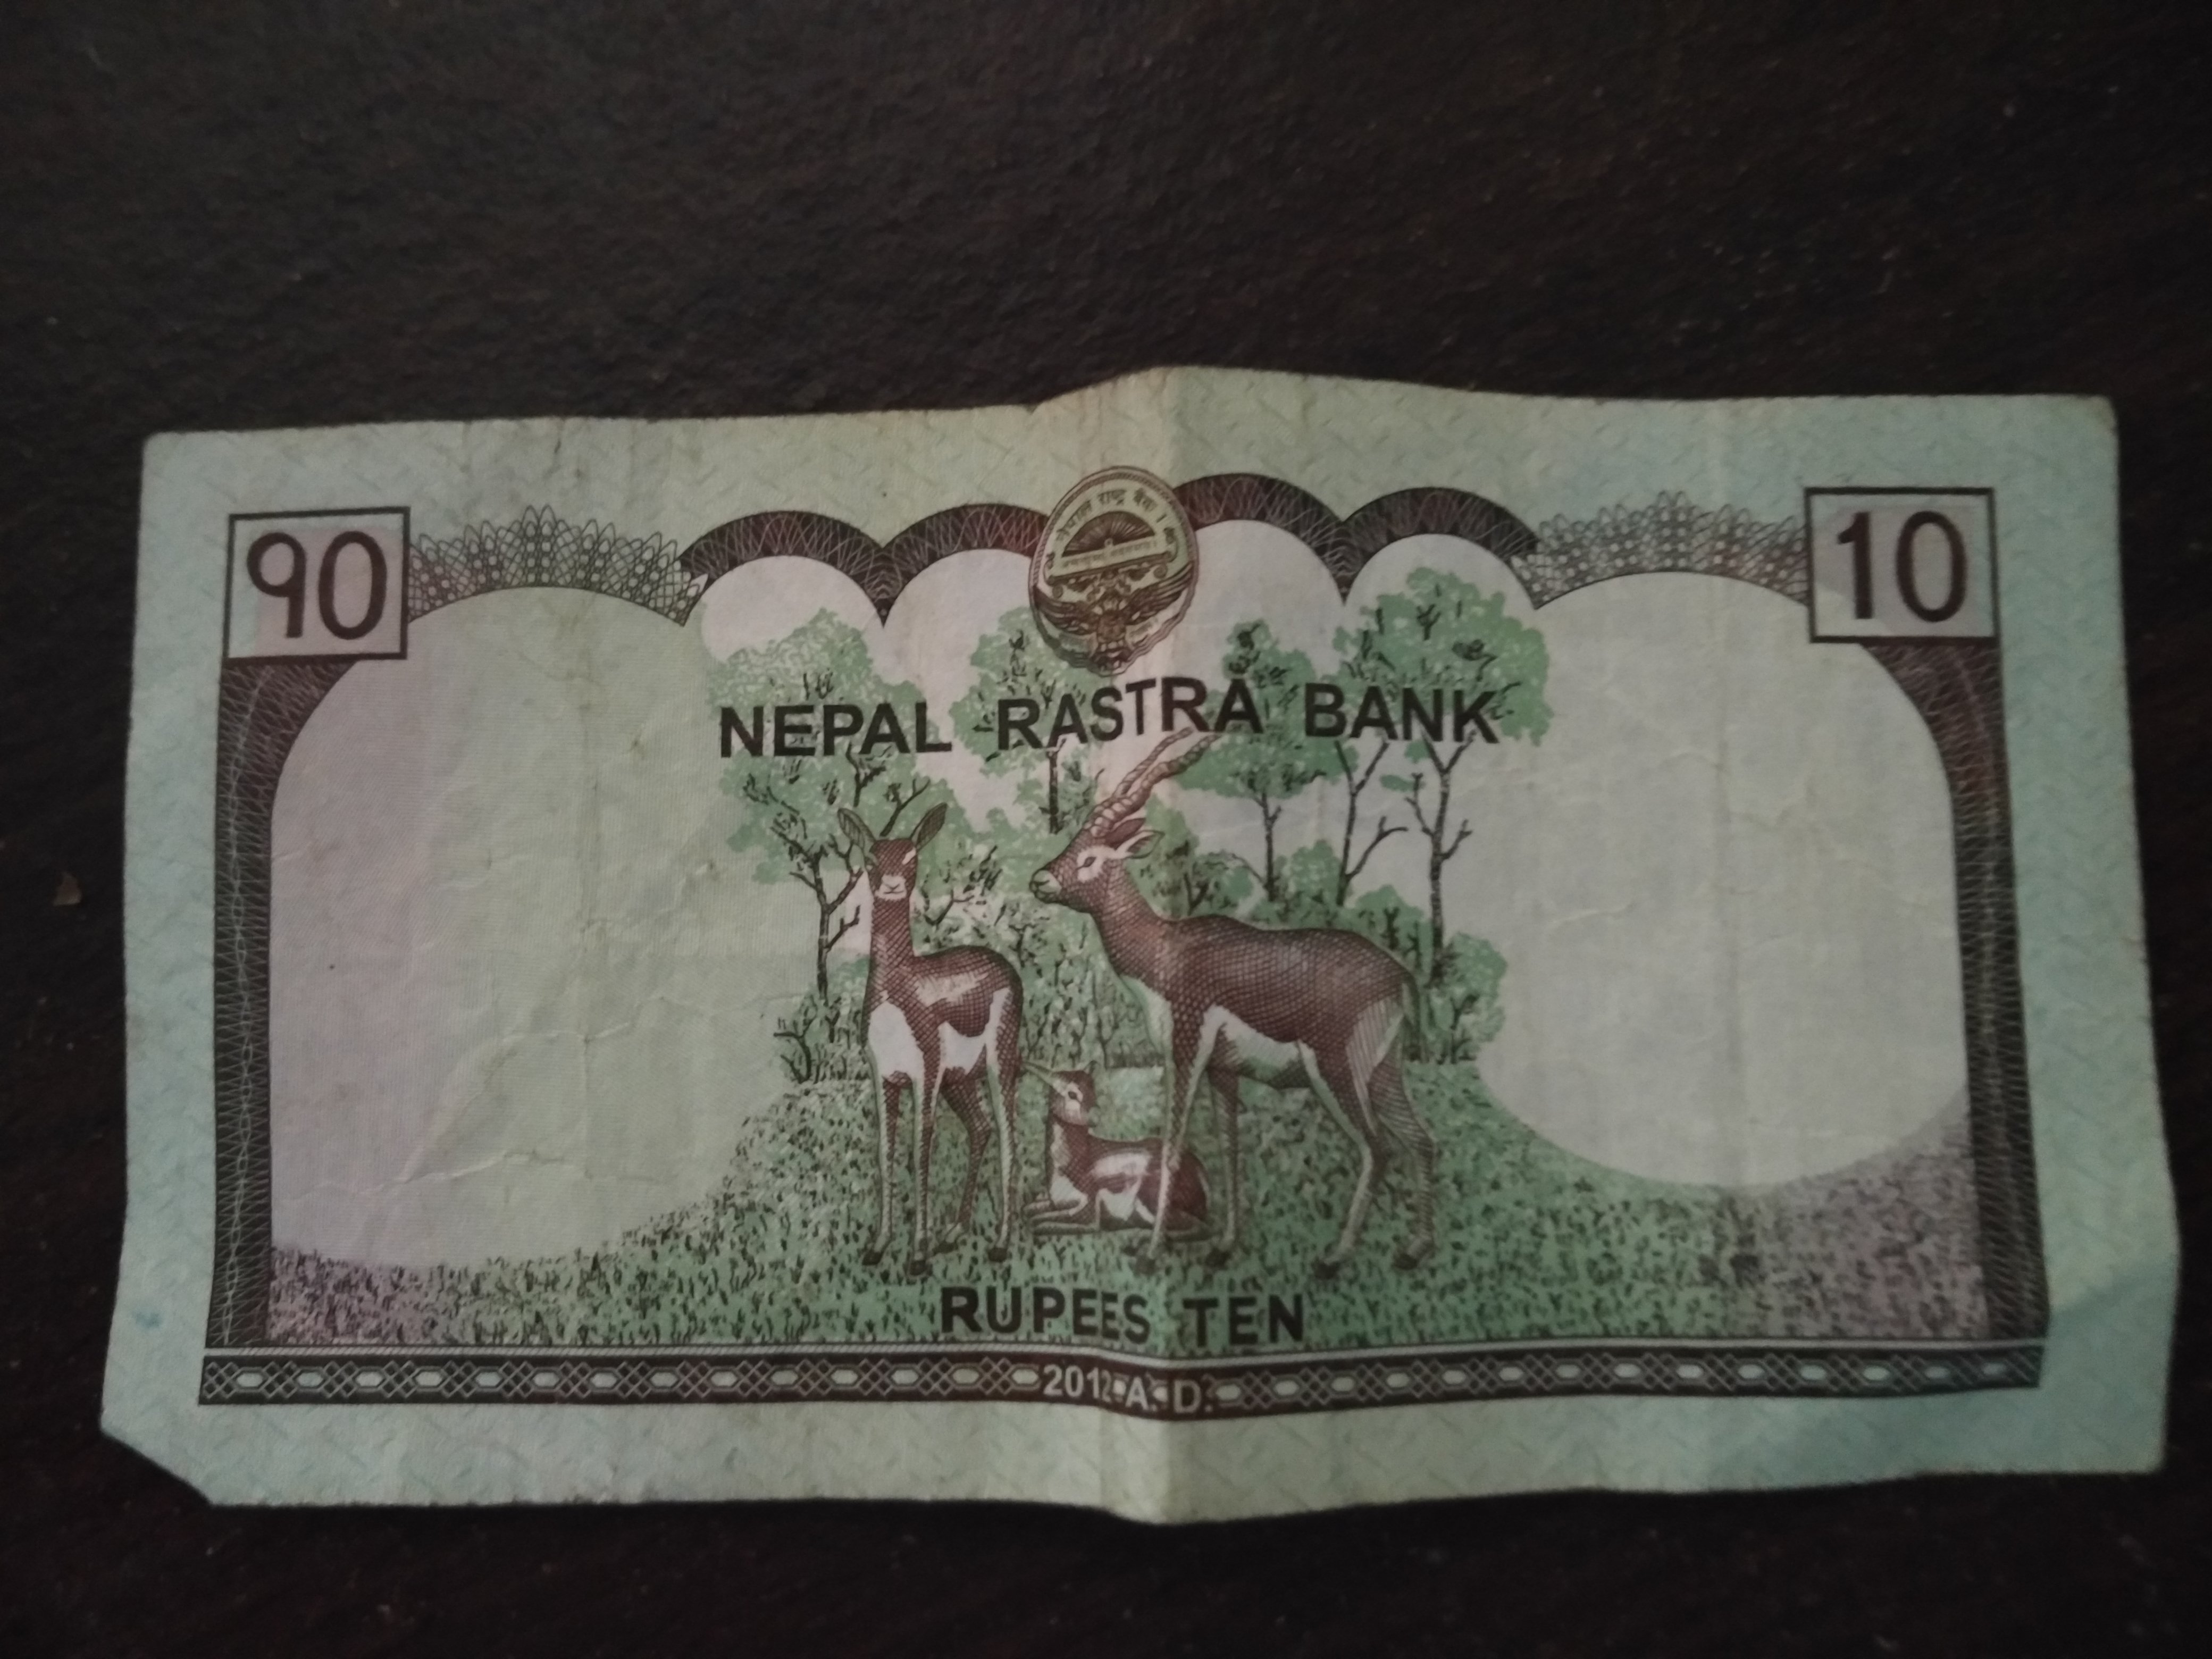 १०
10
नेपाल राष्ट्र बैंक
NEPAL RASTRA BANK
RUPEES TEN
2012 A. D.